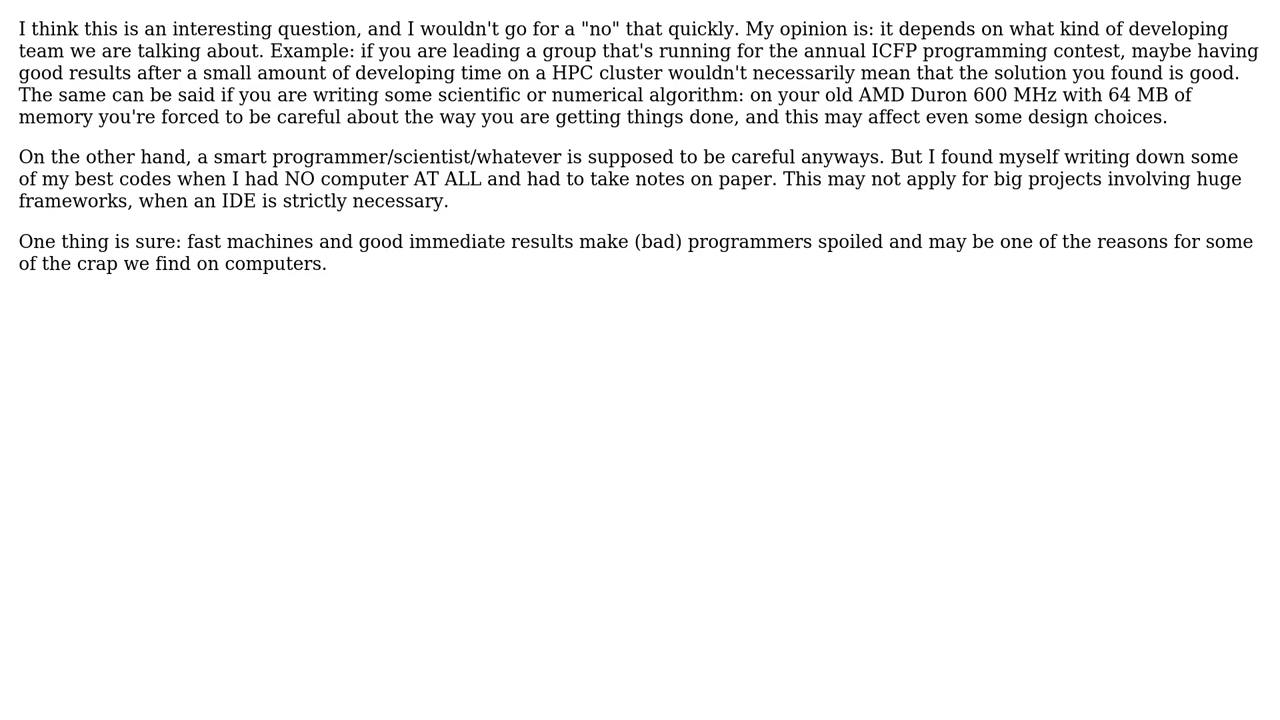 I think this is an interesting question, and I wouldn't go for a "no" that quickly. My opinion is: it depends on what kind of developing
team we are talking about. Example: if you are leading a group that's running for the annual ICFP programming contest, maybe having
good results after a small amount of developing time on a HPC cluster wouldn't necessarily mean that the solution you found is good.
The same can be said if you are writing some scientific or numerical algorithm: on your old AMD Duron 600 MHz with 64 MB of
memory you're forced to be careful about the way you are getting things done, and this may affect even some design choices.
On the other hand, a smart programmer/scientist/whatever is supposed to be careful anyways. But I found myself writing down some
of my best codes when I had NO computer AT ALL and had to take notes on paper. This may not apply for big projects involving huge
frameworks, when an IDE is strictly necessary.
One thing is sure: fast machines and good immediate results make (bad) programmers spoiled and may be one of the reasons for some
of the crap we find on computers.